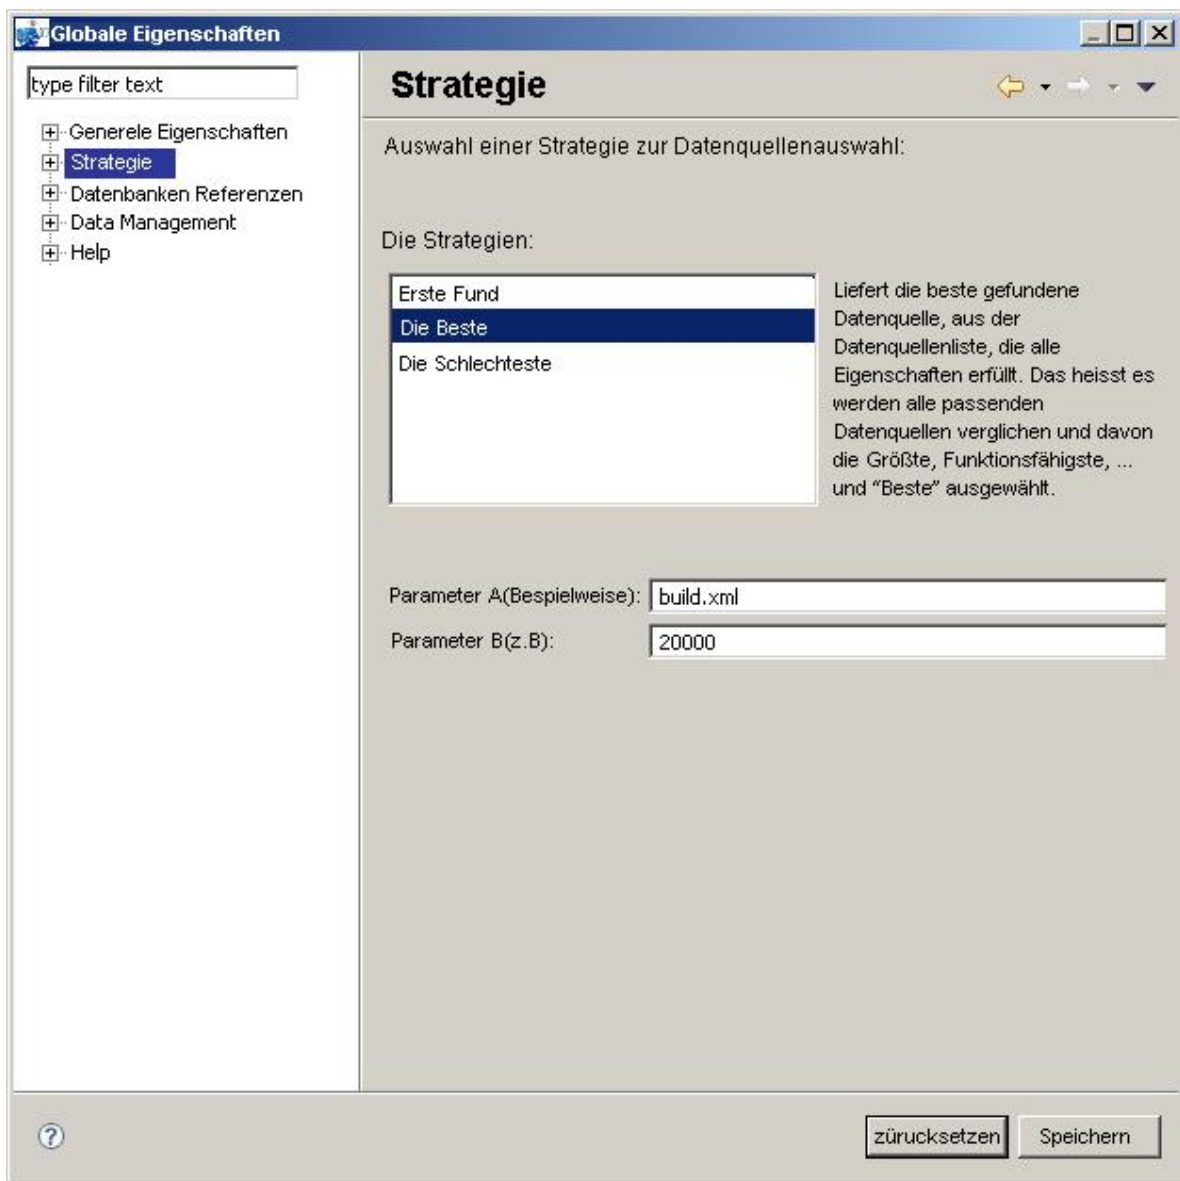 Globale Eigenschaften
type filter text
Generele Eigenschaften
Strategie
Datenbanken Referenzen
Data Management
Help
Strategie
Auswahl einer Strategie zur Datenquellenauswahl:
Die Strategien:
Erste Fund
Die Beste
Die Schlechteste
Liefert die beste gefundene
Datenquelle, aus der
Datenquellenliste, die alle
Eigenschaften erfüllt. Das heisst es
werden alle passenden
Datenquellen verglichen und davon
die Größte, Funktionsfähigste, ...
und “Beste” ausgewählt.
Parameter A(Bespielweise): build.xml
Parameter B(z.B): 20000
? zürucksetzen Speichern